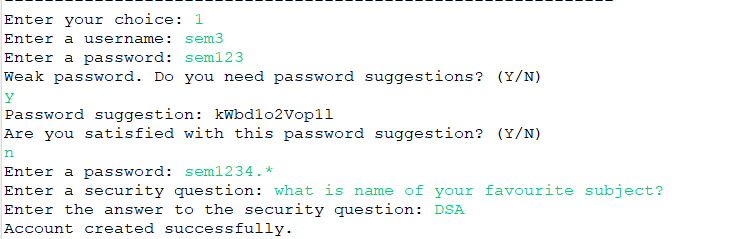 Enter your choice: 1
Enter a username: sem3
Enter a password: sem123
Weak password. Do you need password suggestions? (Y/N)
y
Password suggestion: kWbd1o2Vop1l
Are you satisfied with this password suggestion? (Y/N)
n
Enter a password: sem1234.*
Enter a security question: what is name of your favourite subject?
Enter the answer to the security question: DSA
Account created successfully.